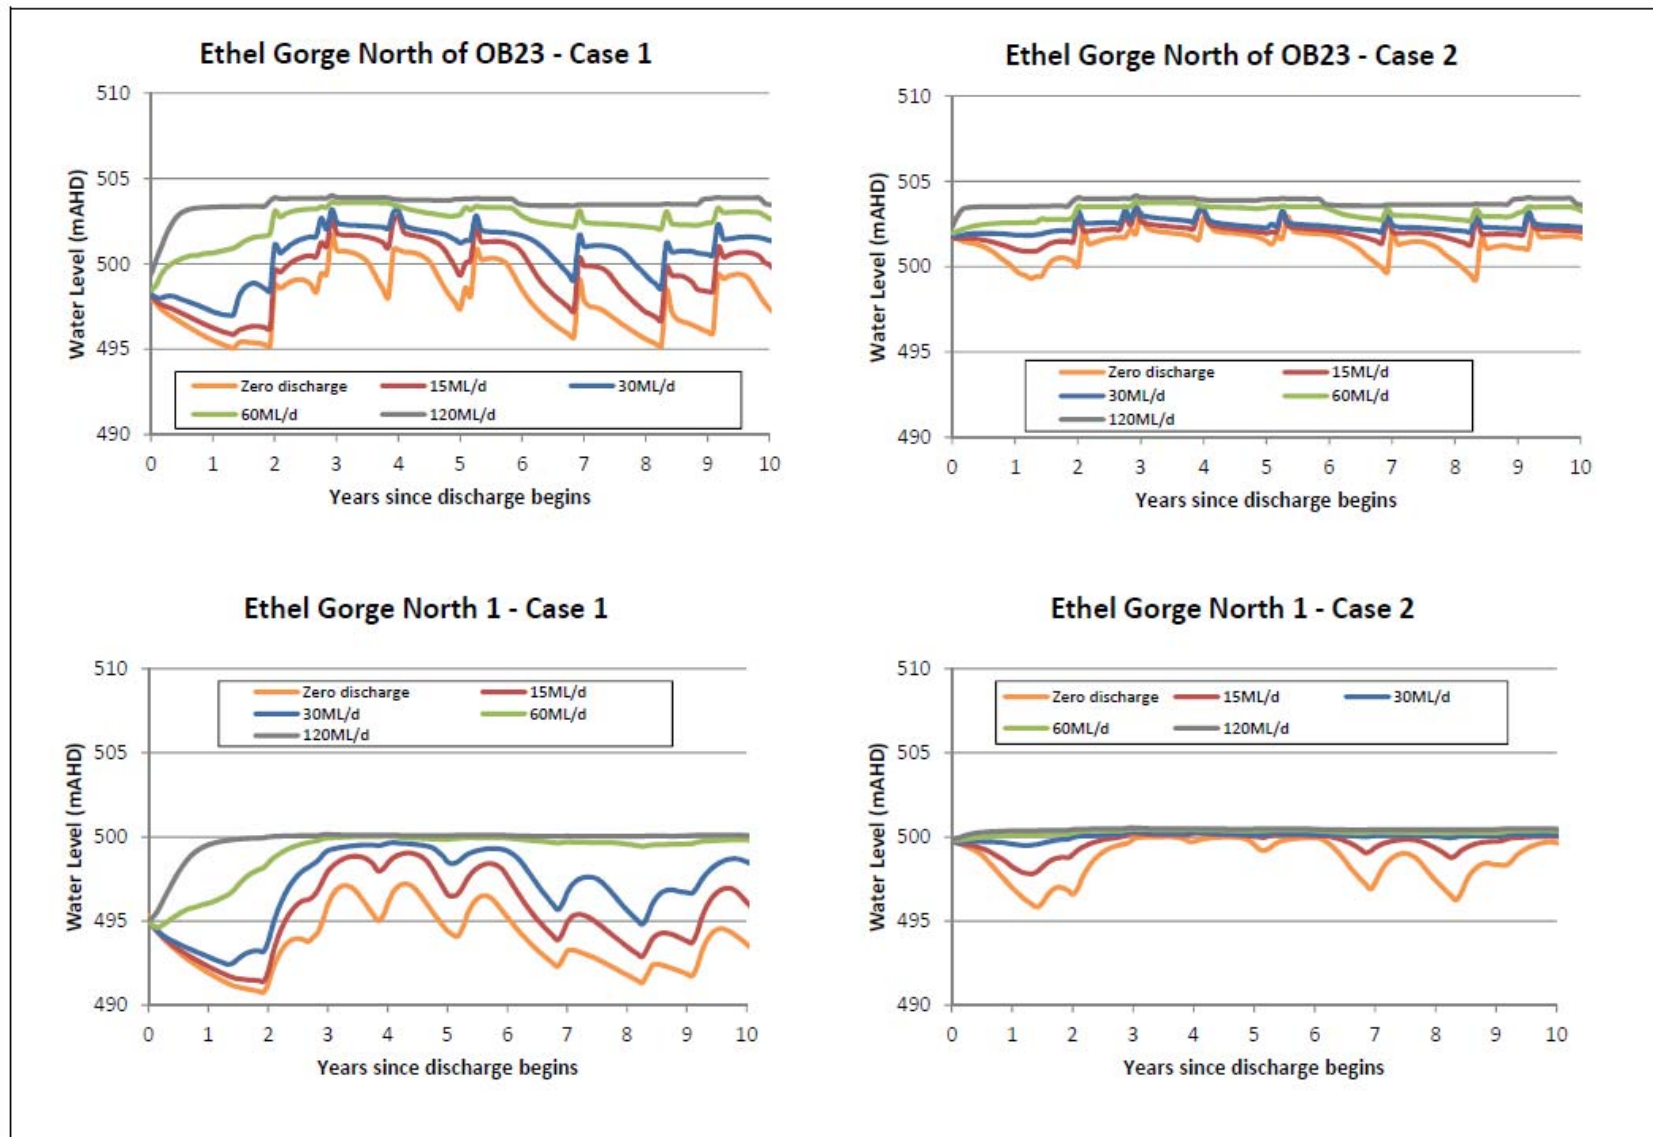 Ethel Gorge North of OB23 - Case 1
510
505
500
495
490
Water Level (mAHD)
Zero discharge 15ML/d 30ML/d
60ML/d 120ML/d
0 1 2 3 4 5 6 7 8 9 10
Years since discharge begins
Ethel Gorge North of OB23 - Case 2
510
505
500
495
490
Water Level (mAHD)
Zero discharge 15ML/d
30ML/d 60ML/d
120ML/d
0 1 2 3 4 5 6 7 8 9 10
Years since discharge begins
Ethel Gorge North 1 - Case 1
510
505
500
495
490
Water Level (mAHD)
Zero discharge 15ML/d
30ML/d 60ML/d
120ML/d
0 1 2 3 4 5 6 7 8 9 10
Years since discharge begins
Ethel Gorge North 1 - Case 2
510
505
500
495
490
Water Level (mAHD)
Zero discharge 15ML/d 30ML/d
60ML/d 120ML/d
0 1 2 3 4 5 6 7 8 9 10
Years since discharge begins